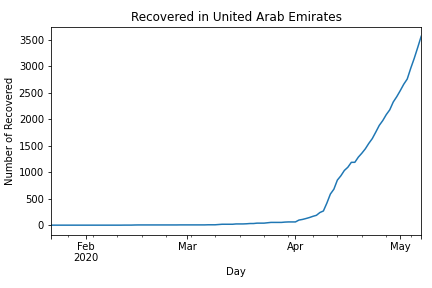 Recovered in United Arab Emirates
3500
3000
2500
2000
1500
1000
500
0
Number of Recovered
Feb
2020
Mar
Apr
May
Day